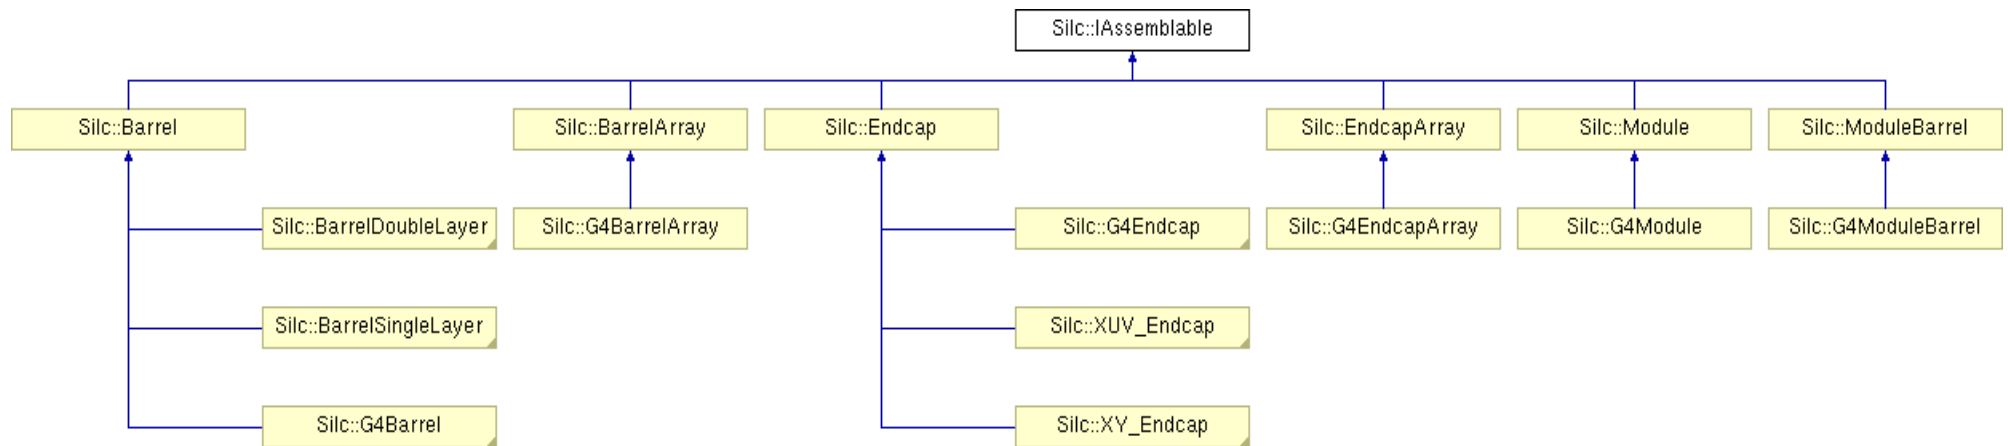 Silc::IAssemblable
Silc::Barrel
Silc::BarrelArray
Silc::Endcap
Silc::EndcapArray
Silc::Module
Silc::ModuleBarrel
Silc::BarrelDoubleLayer
Silc::G4BarrelArray
Silc::G4Endcap
Silc::G4EndcapArray
Silc::G4Module
Silc::G4ModuleBarrel
Silc::BarrelSingleLayer
Silc::XUV_Endcap
Silc::G4Barrel
Silc::XY_Endcap